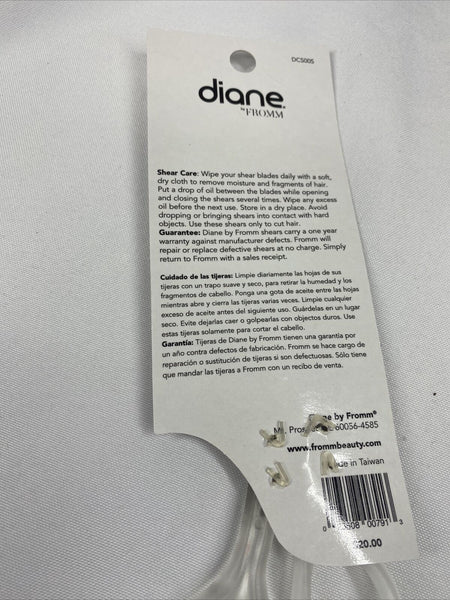 DCS005
diane
by FROMM
Shear Care: Wipe your shear blades daily with a soft,
dry cloth to remove moisture and fragments of hair.
Put a drop of oil between the blades while opening
and closing the shears several times. Wipe any excess
oil before the next use. Store in a dry place. Avoid
dropping or bringing shears into contact with hard
objects. Use these shears only to cut hair.
Guarantee: Diane by Fromm shears carry a one year
warranty against manufacturer defects. Fromm will
repair or replace defective shears at no charge. Simply
return to Fromm with a sales receipt.
Cuidado de las tijeras: Limpie diariamente las hojas de sus
tijeras con un trapo suave y seco, para retirar la humedad y los
fragmentos de cabello. Ponga una gota de aceite entre las hojas
mientras abre y cierra las tijeras varias veces. Limpie cualquier
exceso de aceite antes del siguiente uso. Guárdelas en un lugar
seco. Evite dejarlas caer o golpearlas con objectos duros. Use
estas tijeras solamente para cortar el cabello.
Garantía: Tijeras de Diane by Fromm tienen una garantía por
un año contra defectos de fabricación. Fromm se hace cargo de
reparación o sustitución de tijeras si son defectuosas. Sólo tiene
que mandar las tijeras a Fromm con un recibo de venta.
by Fromm®
60056-4585
www.frommbeauty.com
in Taiwan
00791 3
20.00